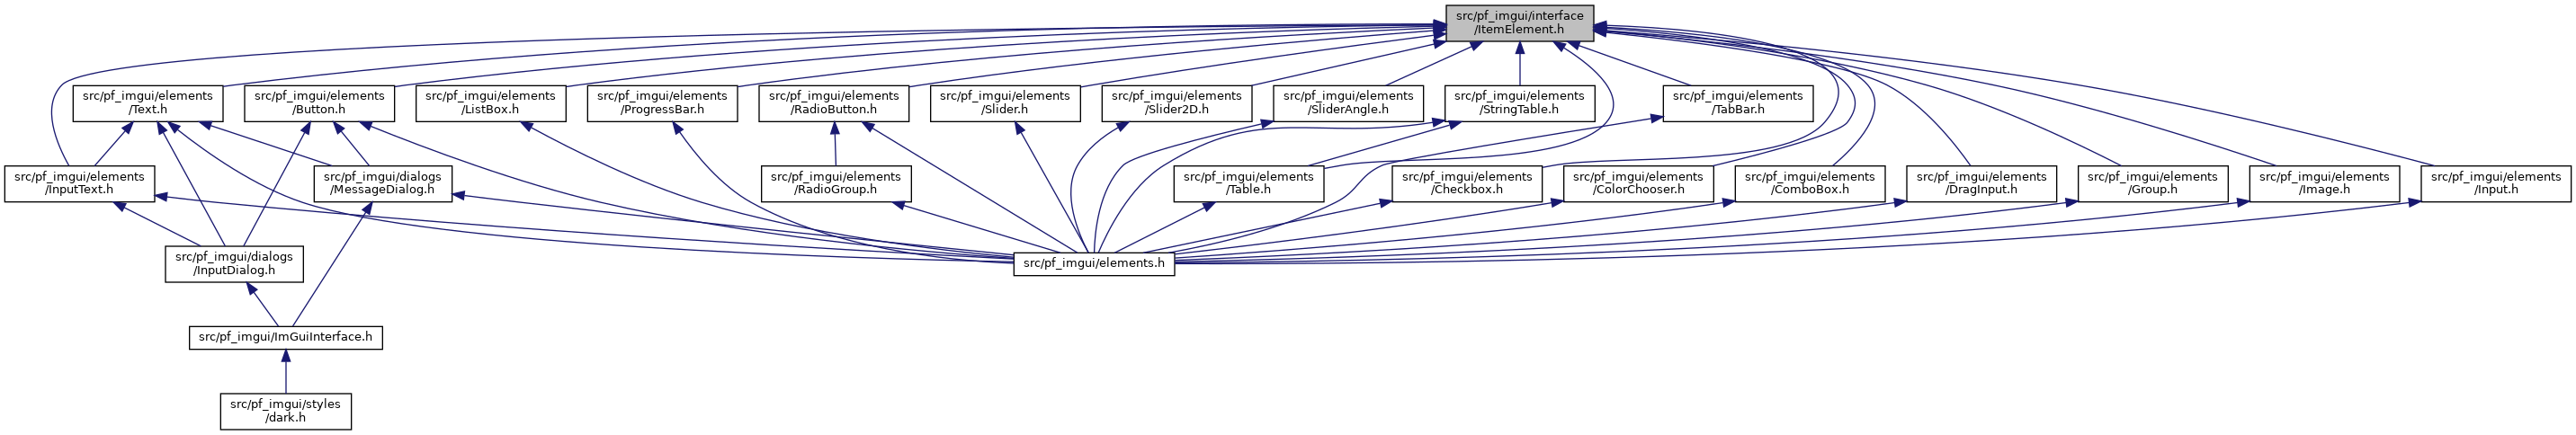 src/pf_imgui/interface
/ItemElement.h
src/pf_imgui/elements
/Text.h
src/pf_imgui/elements
/Button.h
src/pf_imgui/elements
/ListBox.h
src/pf_imgui/elements
/ProgressBar.h
src/pf_imgui/elements
/RadioButton.h
src/pf_imgui/elements
/Slider.h
src/pf_imgui/elements
/Slider2D.h
src/pf_imgui/elements
/SliderAngle.h
src/pf_imgui/elements
/StringTable.h
src/pf_imgui/elements
/TabBar.h
src/pf_imgui/elements
/InputText.h
src/pf_imgui/dialogs
/MessageDialog.h
src/pf_imgui/elements
/RadioGroup.h
src/pf_imgui/elements
/Table.h
src/pf_imgui/elements
/Checkbox.h
src/pf_imgui/elements
/ColorChooser.h
src/pf_imgui/elements
/ComboBox.h
src/pf_imgui/elements
/DragInput.h
src/pf_imgui/elements
/Group.h
src/pf_imgui/elements
/Image.h
src/pf_imgui/elements
/Input.h
src/pf_imgui/dialogs
/InputDialog.h
src/pf_imgui/elements.h
src/pf_imgui/ImGuiInterface.h
src/pf_imgui/styles
/dark.h